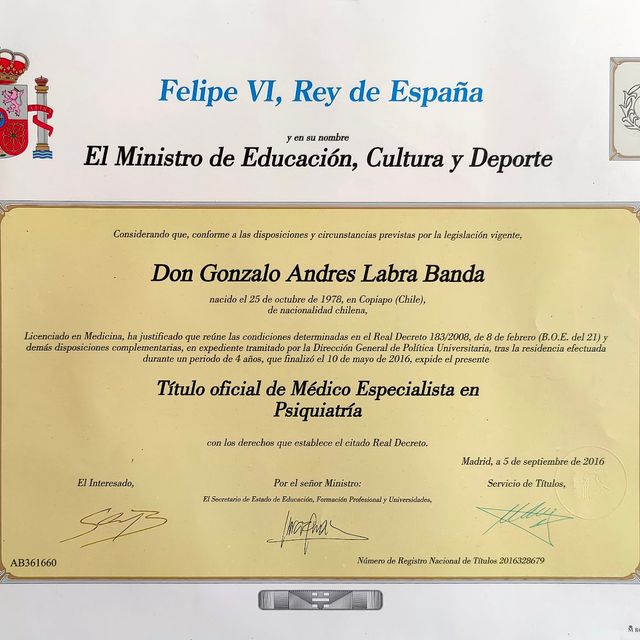 Felipe VI, Rey de España
y en su nombre
El Ministro de Educación, Cultura y Deporte
Considerando que, conforme a las disposiciones y circunstancias previstas por la legislación vigente,
Don Gonzalo Andres Labra Banda
nacido el 25 de octubre de 1978, en Copiapo (Chile),
de nacionalidad chilena,
Licenciado en Medicina, ha justificado que reúne las condiciones determinadas en el Real Decreto 183/2008, de 8 de febrero (B.O.E. del 21) y
demás disposiciones complementarias, en expediente tramitado por la Dirección General de Política Universitaria, tras la residencia efectuada
durante un periodo de 4 años, que finalizó el 10 de mayo de 2016, expide el presente
Título oficial de Médico Especialista en
Psiquiatría
con los derechos que establece el citado Real Decreto.
Madrid, a 5 de septiembre de 2016
El Interesado,
Por el señor Ministro:
Servicio de Títulos,
El Secretario de Estado de Educación, Formación Profesional y Universidades,
AB361660
Número de Registro Nacional de Títulos 2016328679